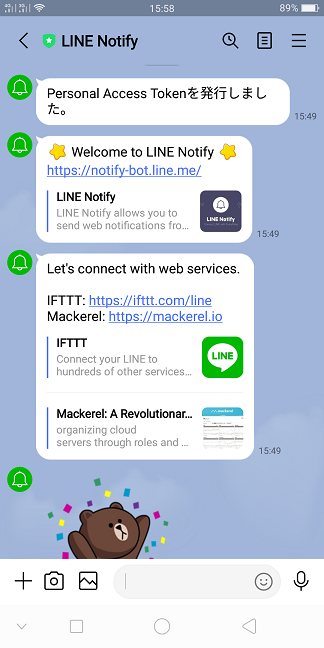 15:58
89%
LINE Notify
Personal Access Tokenを発行しまし
た。
15:49
Welcome to LINE Notify
https://notify-bot.line.me/
LINE Notify
LINE Notify allows you to
send web notifications fro...
LINE Notify
15:49
Let's connect with web services.
IFTTT: https://ifttt.com/line
Mackerel: https://mackerel.io
IFTTT
Connect your LINE to
hundreds of other services...
LINE
Mackerel: A Revolutionar...
organizing cloud
servers through roles and ...
15:49